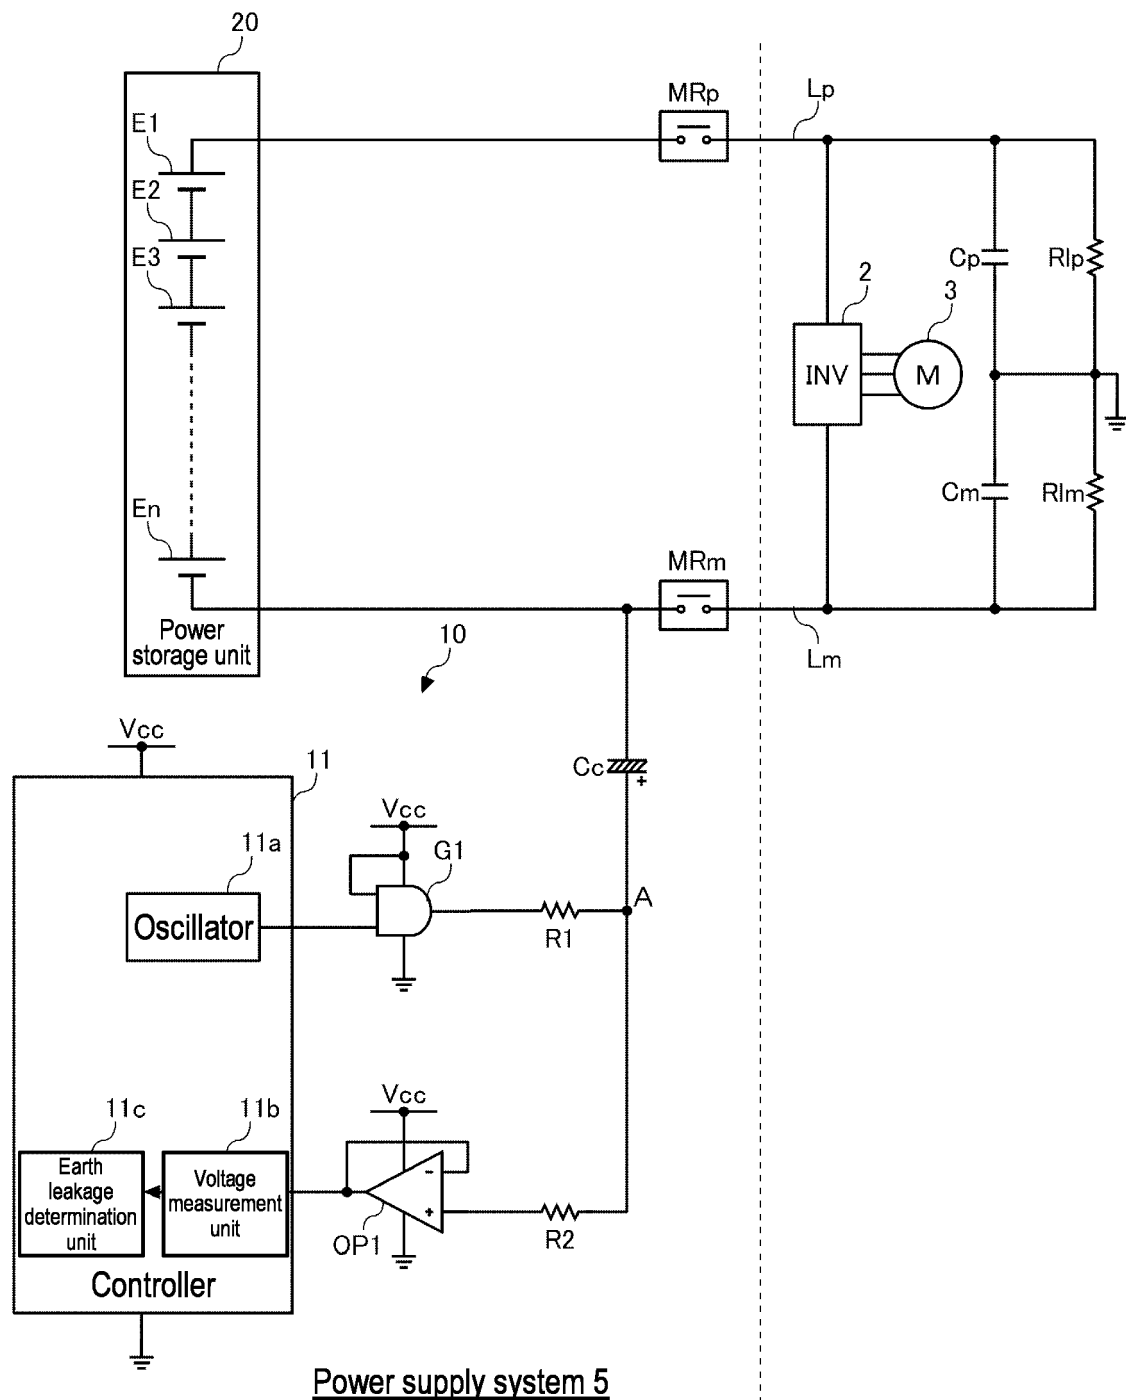 20
E1
E2
E3
En
Power
storage unit
MRp
Lp
Cp
Rlp
2
3
INV
M
Cm
Rlm
MRm
Lm
10
Vcc
11
Cc
+
Vcc
11a
G1
Oscillator
A
R1
Vcc
11c
11b
Earth
leakage
determination
unit
Voltage
measurement
unit
-
+
OP1
R2
Controller
Power supply system 5